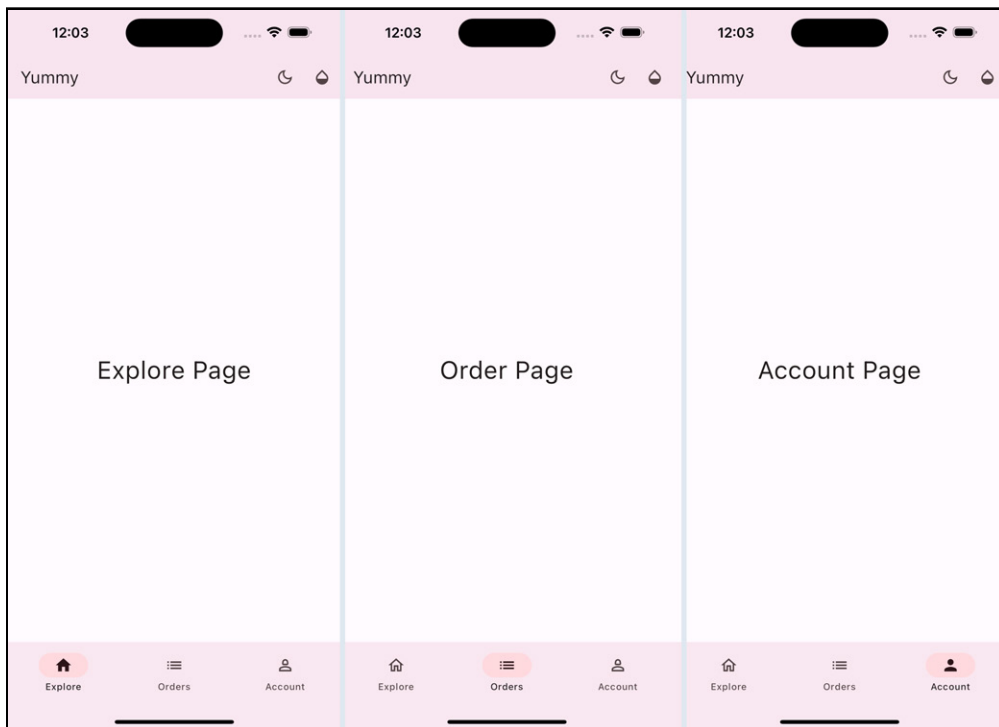 12:03
Yummy
Explore Page
Explore
Orders
Account
12:03
Yummy
Order Page
Explore
Orders
Account
12:03
Yummy
Account Page
Explore
Orders
Account